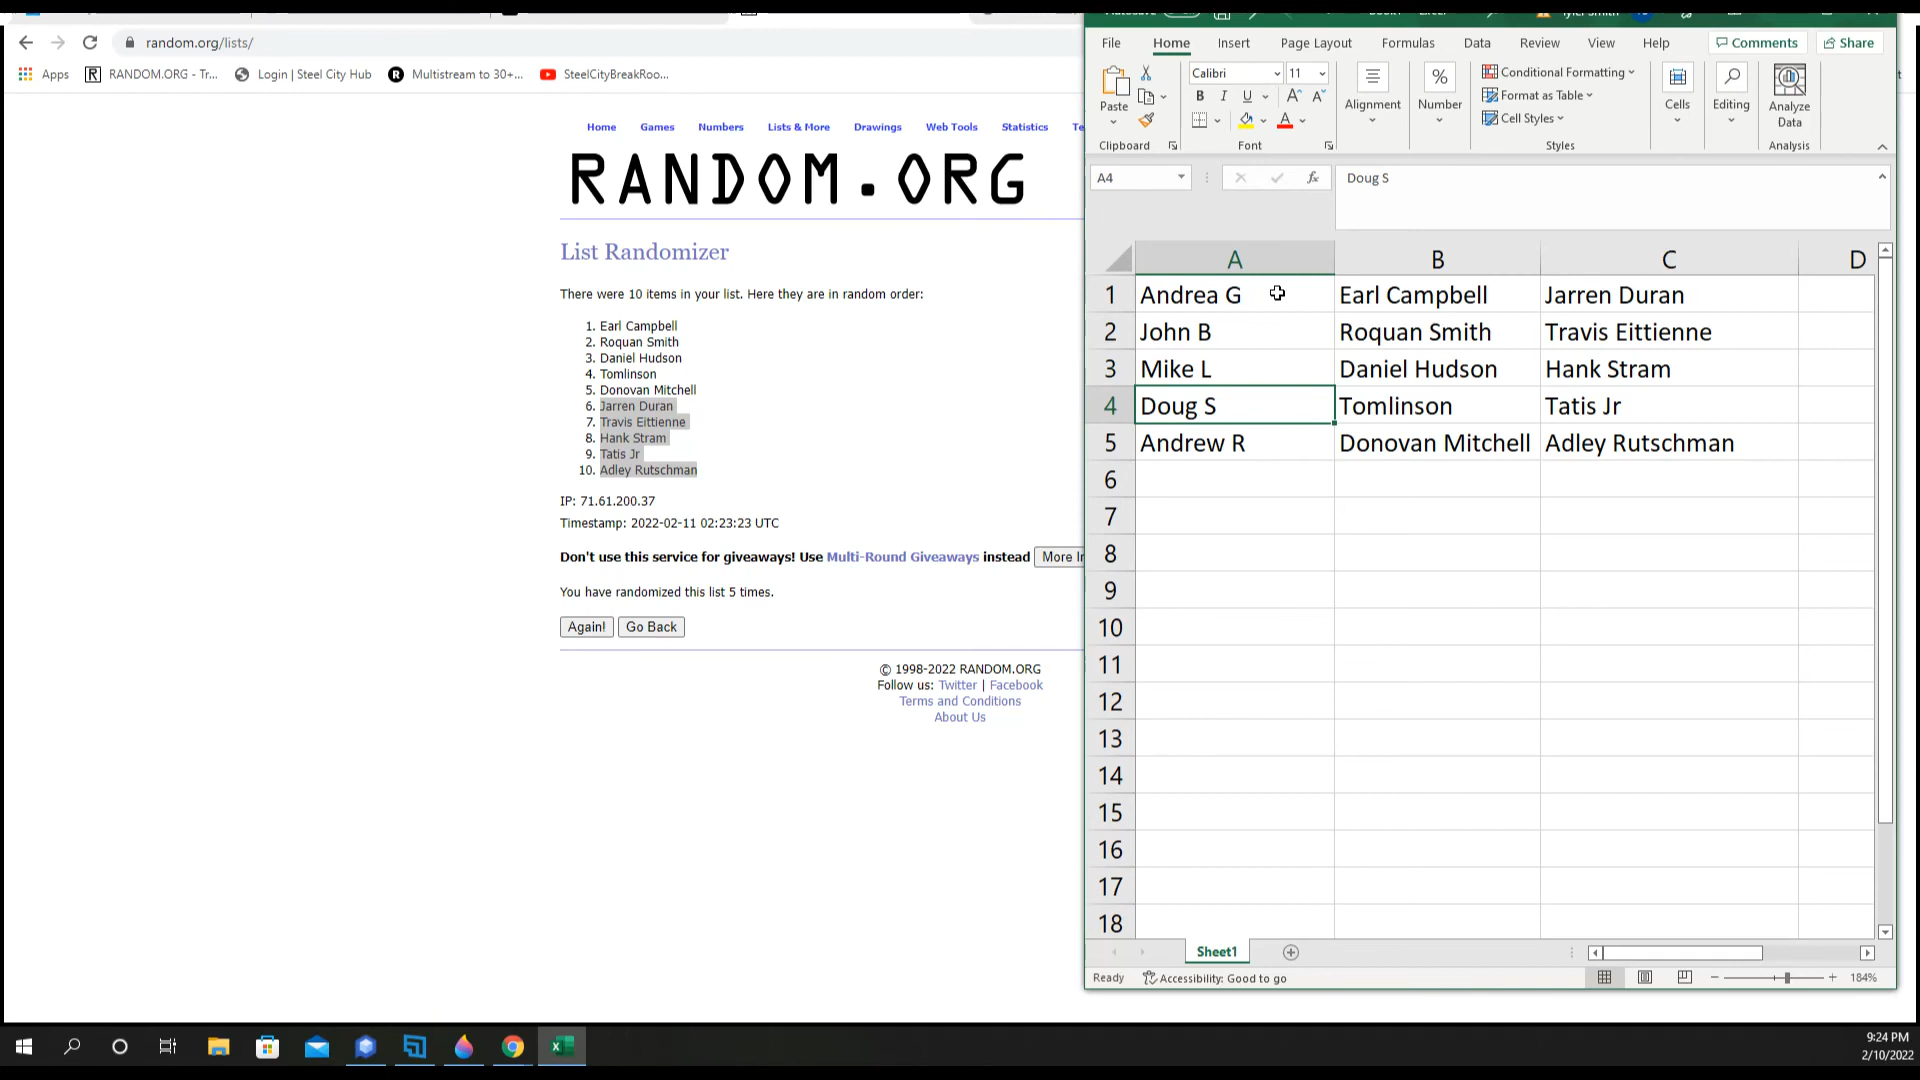 random.org/lists/
Apps
RANDOM.ORG - Tr...
Login | Steel City Hub
Multistream to 30+...
SteelCityBreakRoo...
Home Games Numbers Lists & More Drawings Web Tools Statistics Te
RANDOM.ORG
List Randomizer
There were 10 items in your list. Here they are in random order:
1. Earl Campbell
2. Roquan Smith
3. Daniel Hudson
4. Tomlinson
5. Donovan Mitchell
6. Jarren Duran
7. Travis Eittienne
8. Hank Stram
9. Tatis Jr
10. Adley Rutschman
IP: 71.61.200.37
Timestamp: 2022-02-11 02:23:23 UTC
Don't use this service for giveaways! Use Multi-Round Giveaways instead More In
You have randomized this list 5 times.
Again! Go Back
© 1998-2022 RANDOM.ORG
Follow us: Twitter | Facebook
Terms and Conditions
About Us
File Home Insert Page Layout Formulas Data Review View Help Comments Share
Paste
Calibri 11
B I U
Alignment
Number
Conditional Formatting
Format as Table
Cell Styles
Cells
Editing
Analyze
Data
Clipboard Font Styles Analysis
A4 fx Doug S
A B C D
1 Andrea G Earl Campbell Jarren Duran
2 John B Roquan Smith Travis Eittienne
3 Mike L Daniel Hudson Hank Stram
4 Doug S Tomlinson Tatis Jr
5 Andrew R Donovan Mitchell Adley Rutschman
6
7
8
9
10
11
12
13
14
15
16
17
18
Sheet1
Ready Accessibility: Good to go 184%
9:24 PM
2/10/2022